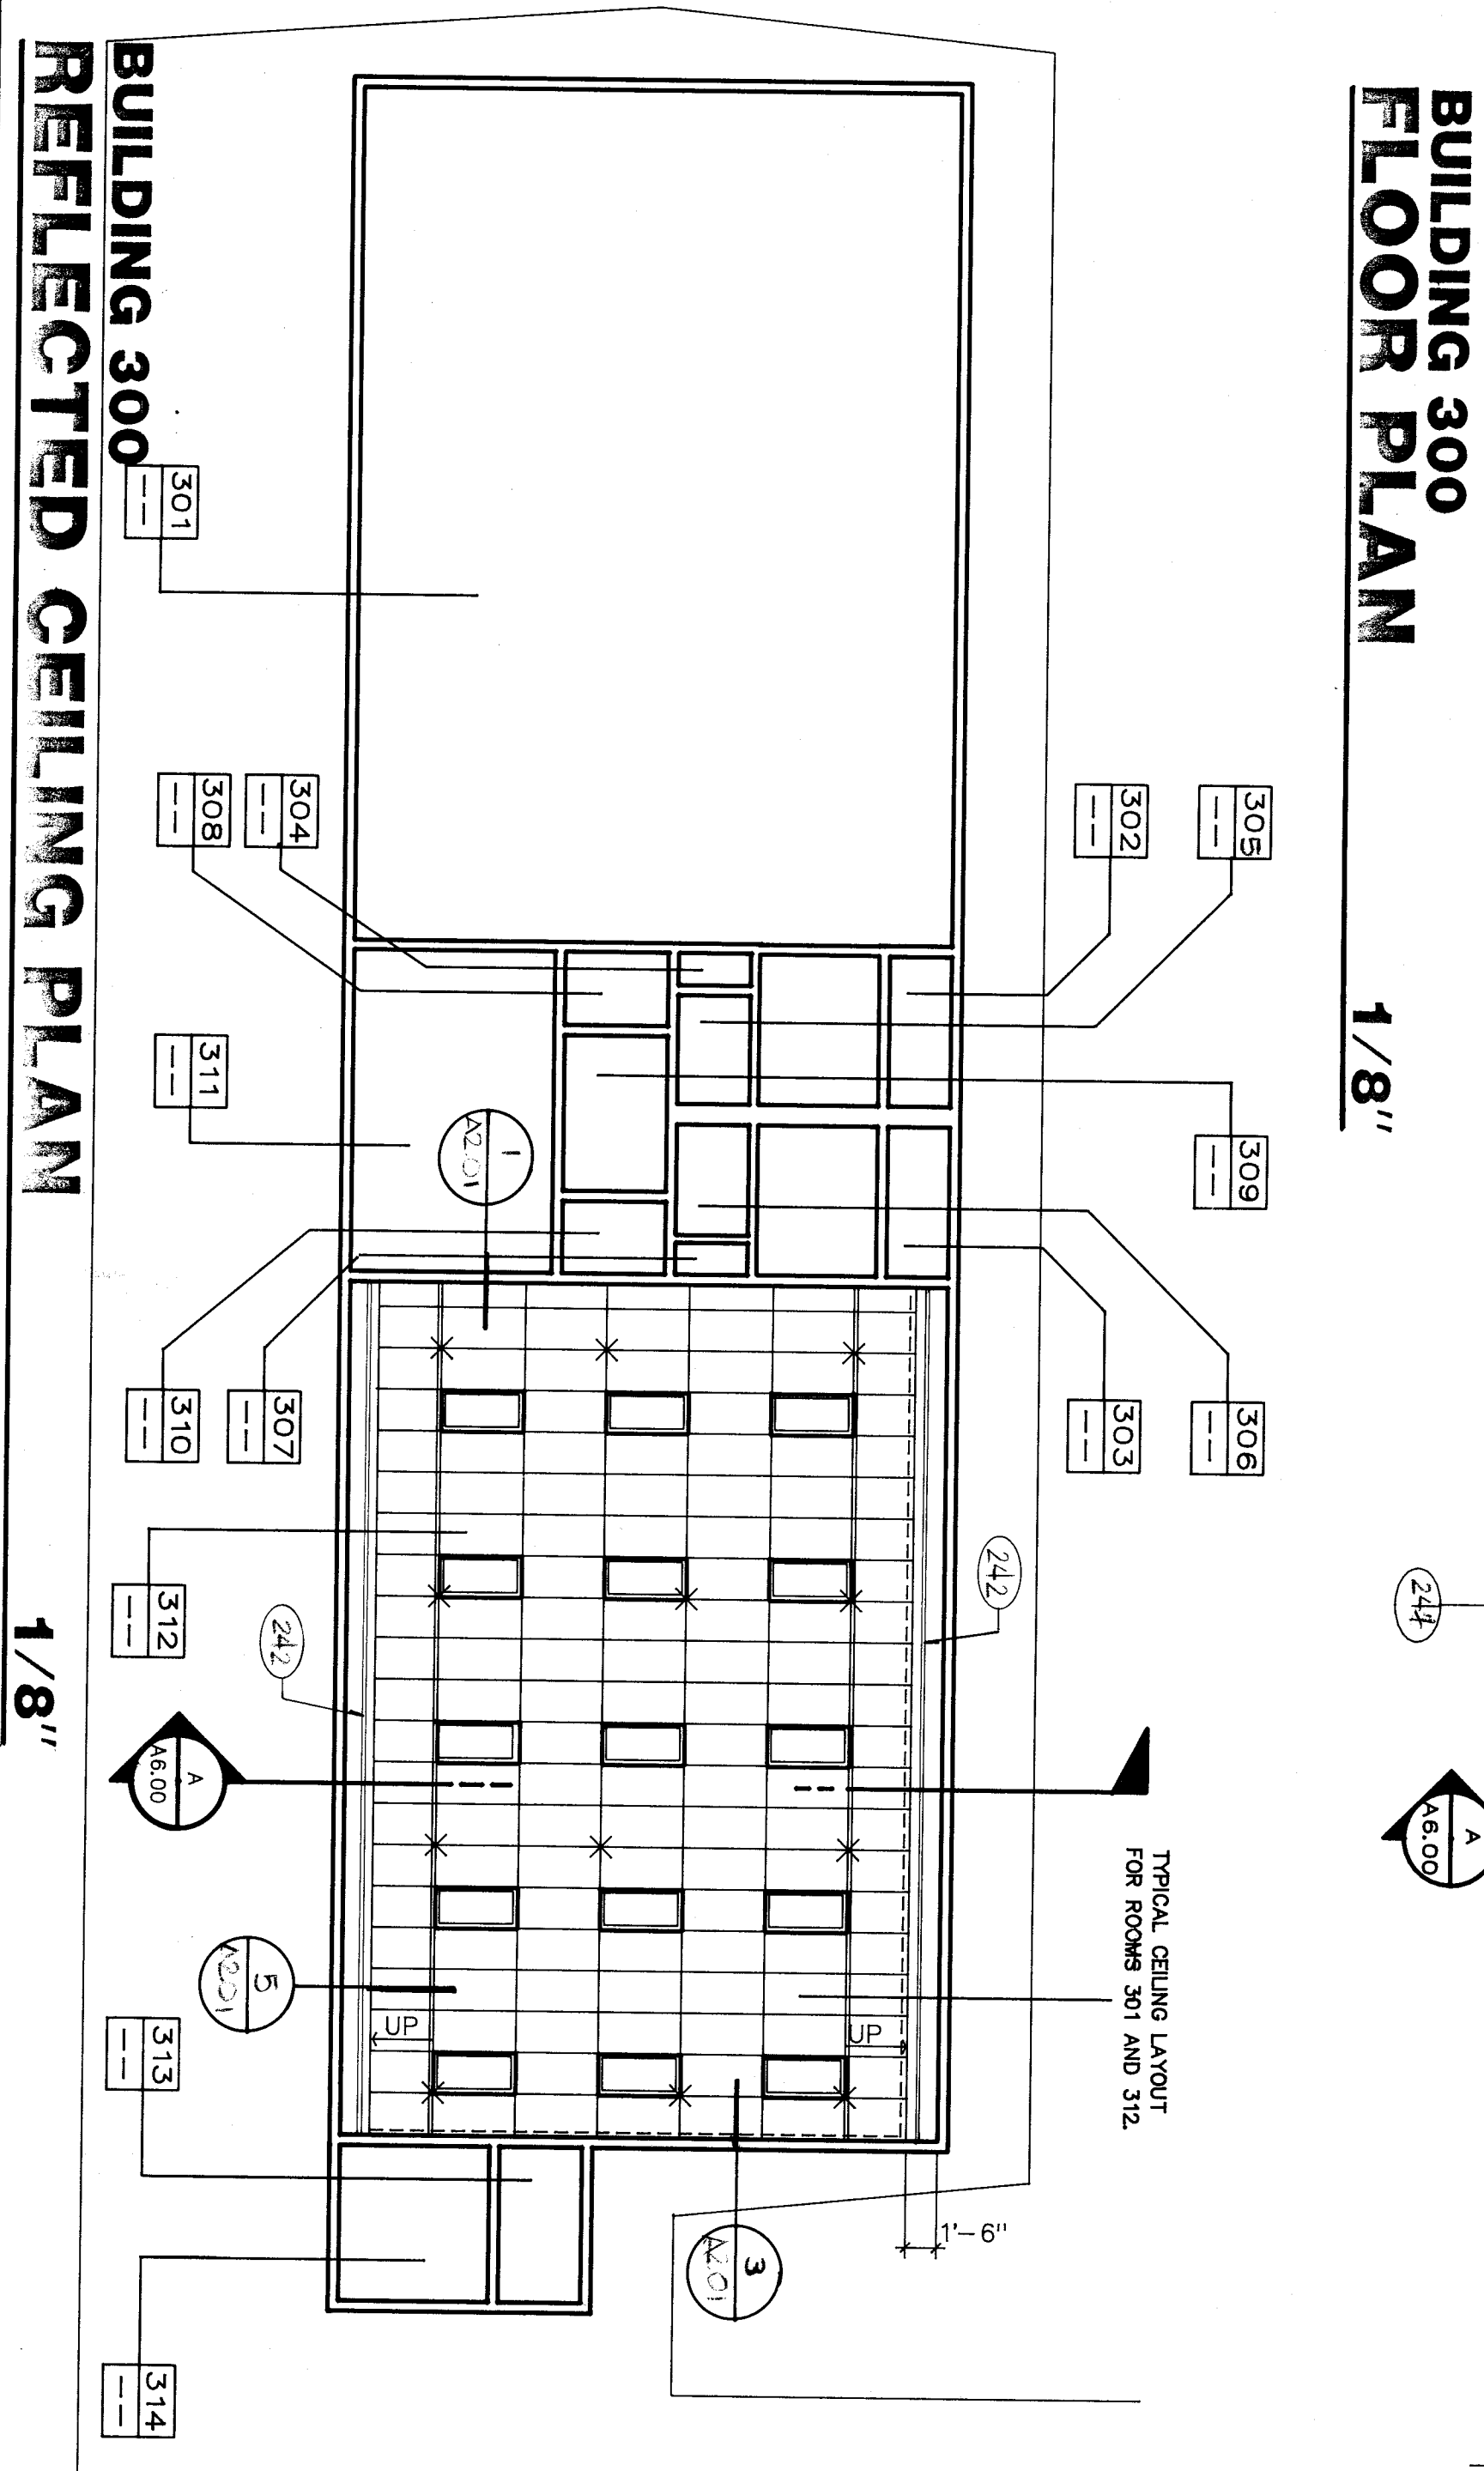 BUILDING 300
FLOOR PLAN
1/8"
305
--
302
--
309
--
306
--
303
--
242
A
A6.00
TYPICAL CEILING LAYOUT
FOR ROOMS 301 AND 312.
1'-6"
UP
UP
3
A2.01
1
A2.01
304
--
308
--
301
--
311
--
307
--
310
--
312
--
242
A
A6.00
5
A2.01
313
--
314
--
BUILDING 300
REFLECTED CEILING PLAN
1/8"